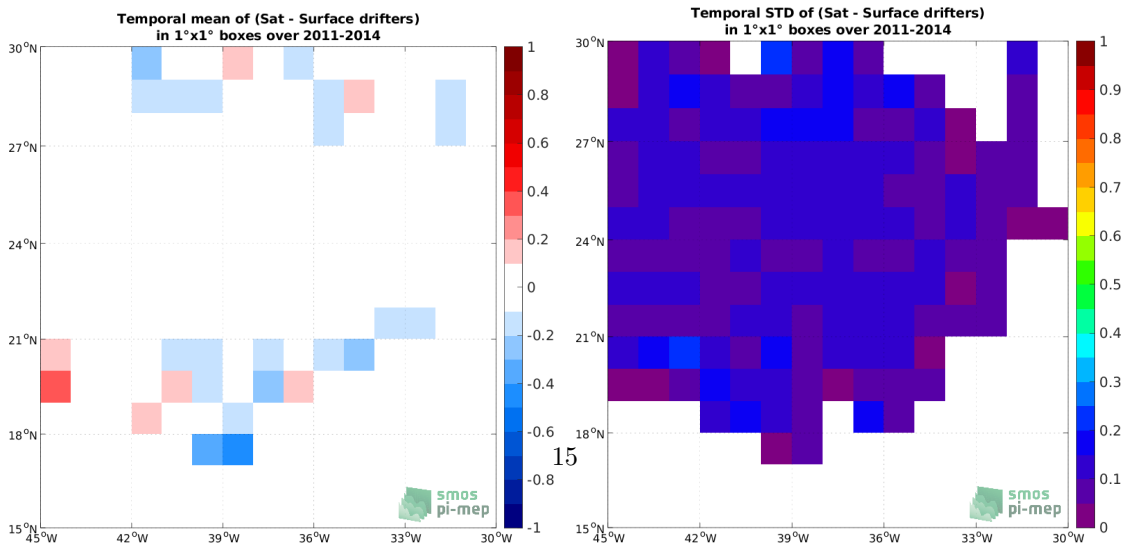 Temporal mean of (Sat - Surface drifters)
in 1°x1° boxes over 2011-2014
30°N
27°N
24°N
21°N
18°N
15°N
45°W 42°W 39°W 36°W 33°W 30°W
1
0.8
0.6
0.4
0.2
0
-0.2
-0.4
-0.6
-0.8
-1
smos
pi-mep
Temporal STD of (Sat - Surface drifters)
in 1°x1° boxes over 2011-2014
30°N
27°N
24°N
21°N
18°N
15°N
45°W 42°W 39°W 36°W 33°W 30°W
1
0.9
0.8
0.7
0.6
0.5
0.4
0.3
0.2
0.1
0
smos
pi-mep
15